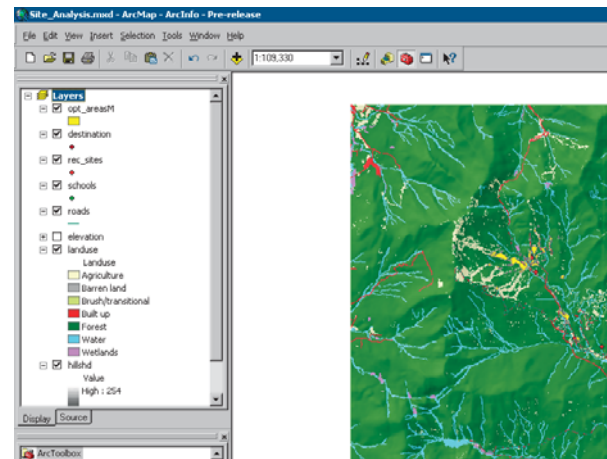 Site_Analysis.mxd - ArcMap - ArcInfo - Pre-release
File Edit View Insert Selection Tools Window Help
1:109,330
Layers
opt_areasM
destination
rec_sites
schools
roads
elevation
landuse
Landuse
Agriculture
Barren land
Brush/transitional
Built up
Forest
Water
Wetlands
hillshd
Value
High : 254
Display Source
ArcToolbox